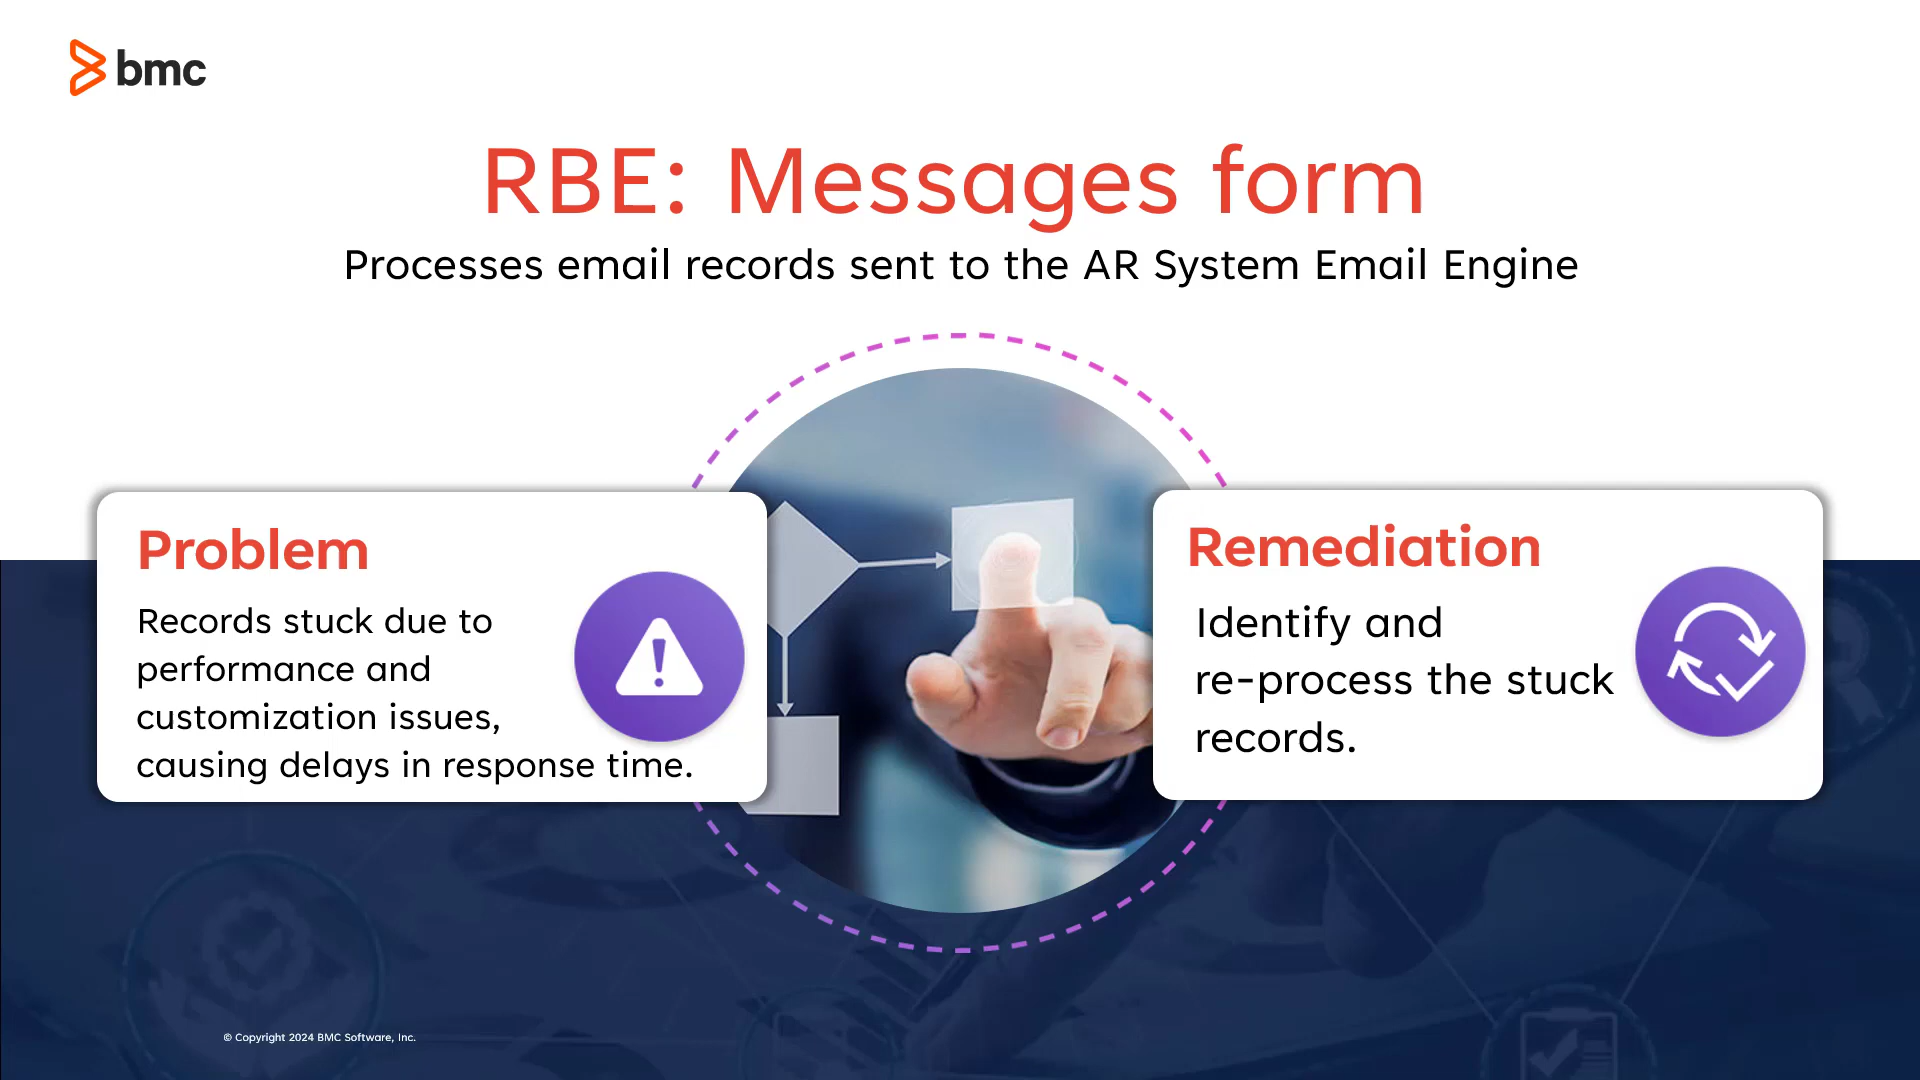 bmc
RBE: Messages form
Processes email records sent to the AR System Email Engine
Problem
Records stuck due to
performance and
customization issues,
causing delays in response time.
Remediation
Identify and
re-process the stuck
records.
© Copyright 2024 BMC Software, Inc.